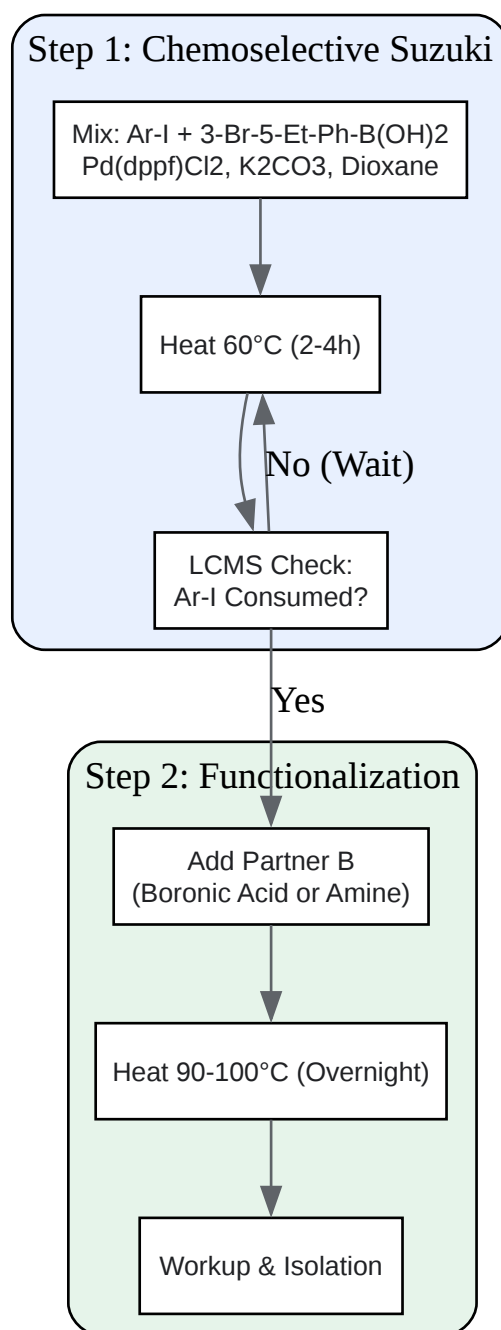 Step 1: Chemoselective Suzuki
Mix: Ar-I + 3-Br-5-Et-Ph-B(OH)2
Pd(dppf)Cl2, K2CO3, Dioxane
Heat 60°C (2-4h)
No (Wait)
LCMS Check:
Ar-I Consumed?
Yes
Step 2: Functionalization
Add Partner B
(Boronic Acid or Amine)
Heat 90-100°C (Overnight)
Workup & Isolation